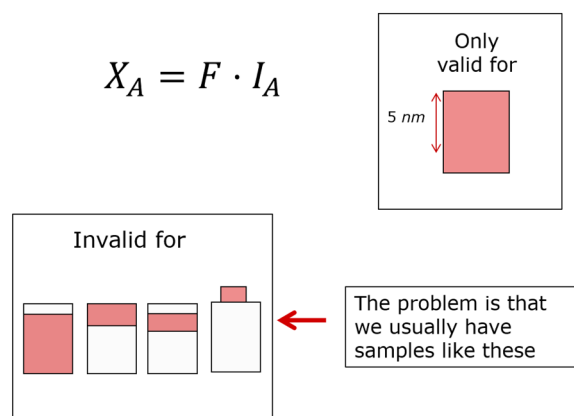 X_A = F · I_A
Only
valid for
5 nm
Invalid for
The problem is that
we usually have
samples like these